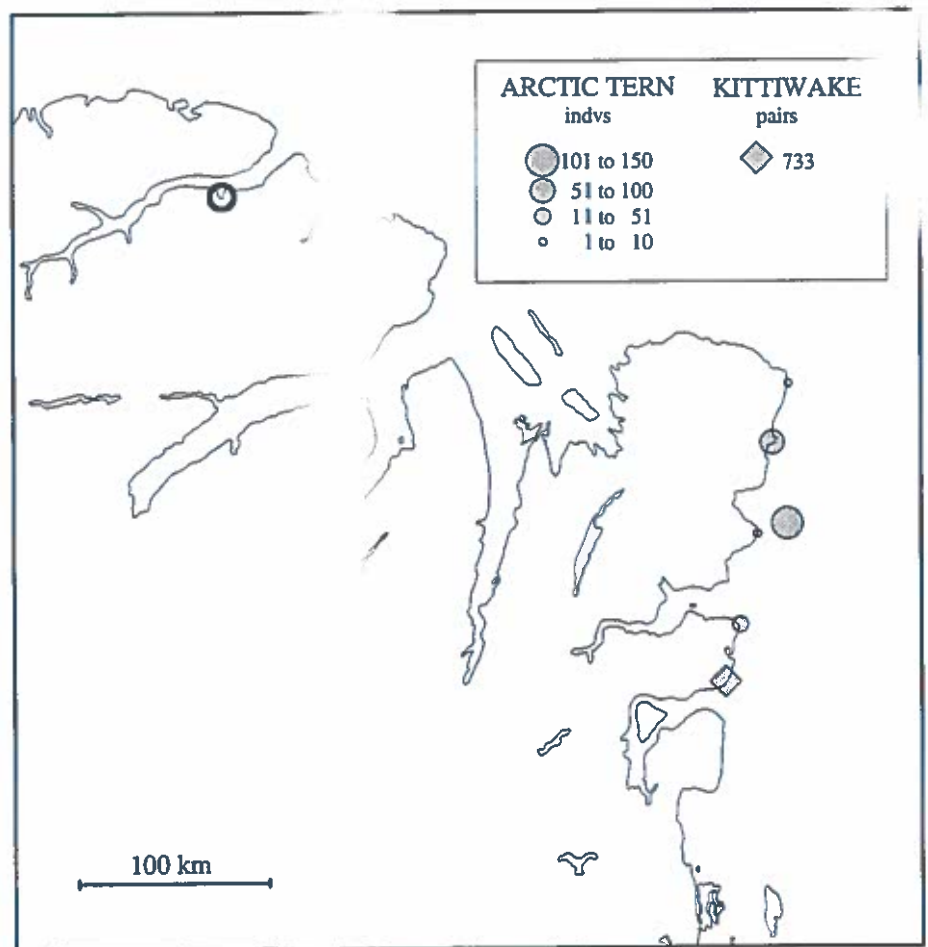 ARCTIC TERN KITTIWAKE
indvs pairs
101 to 150 733
51 to 100
11 to 51
1 to 10
100 km